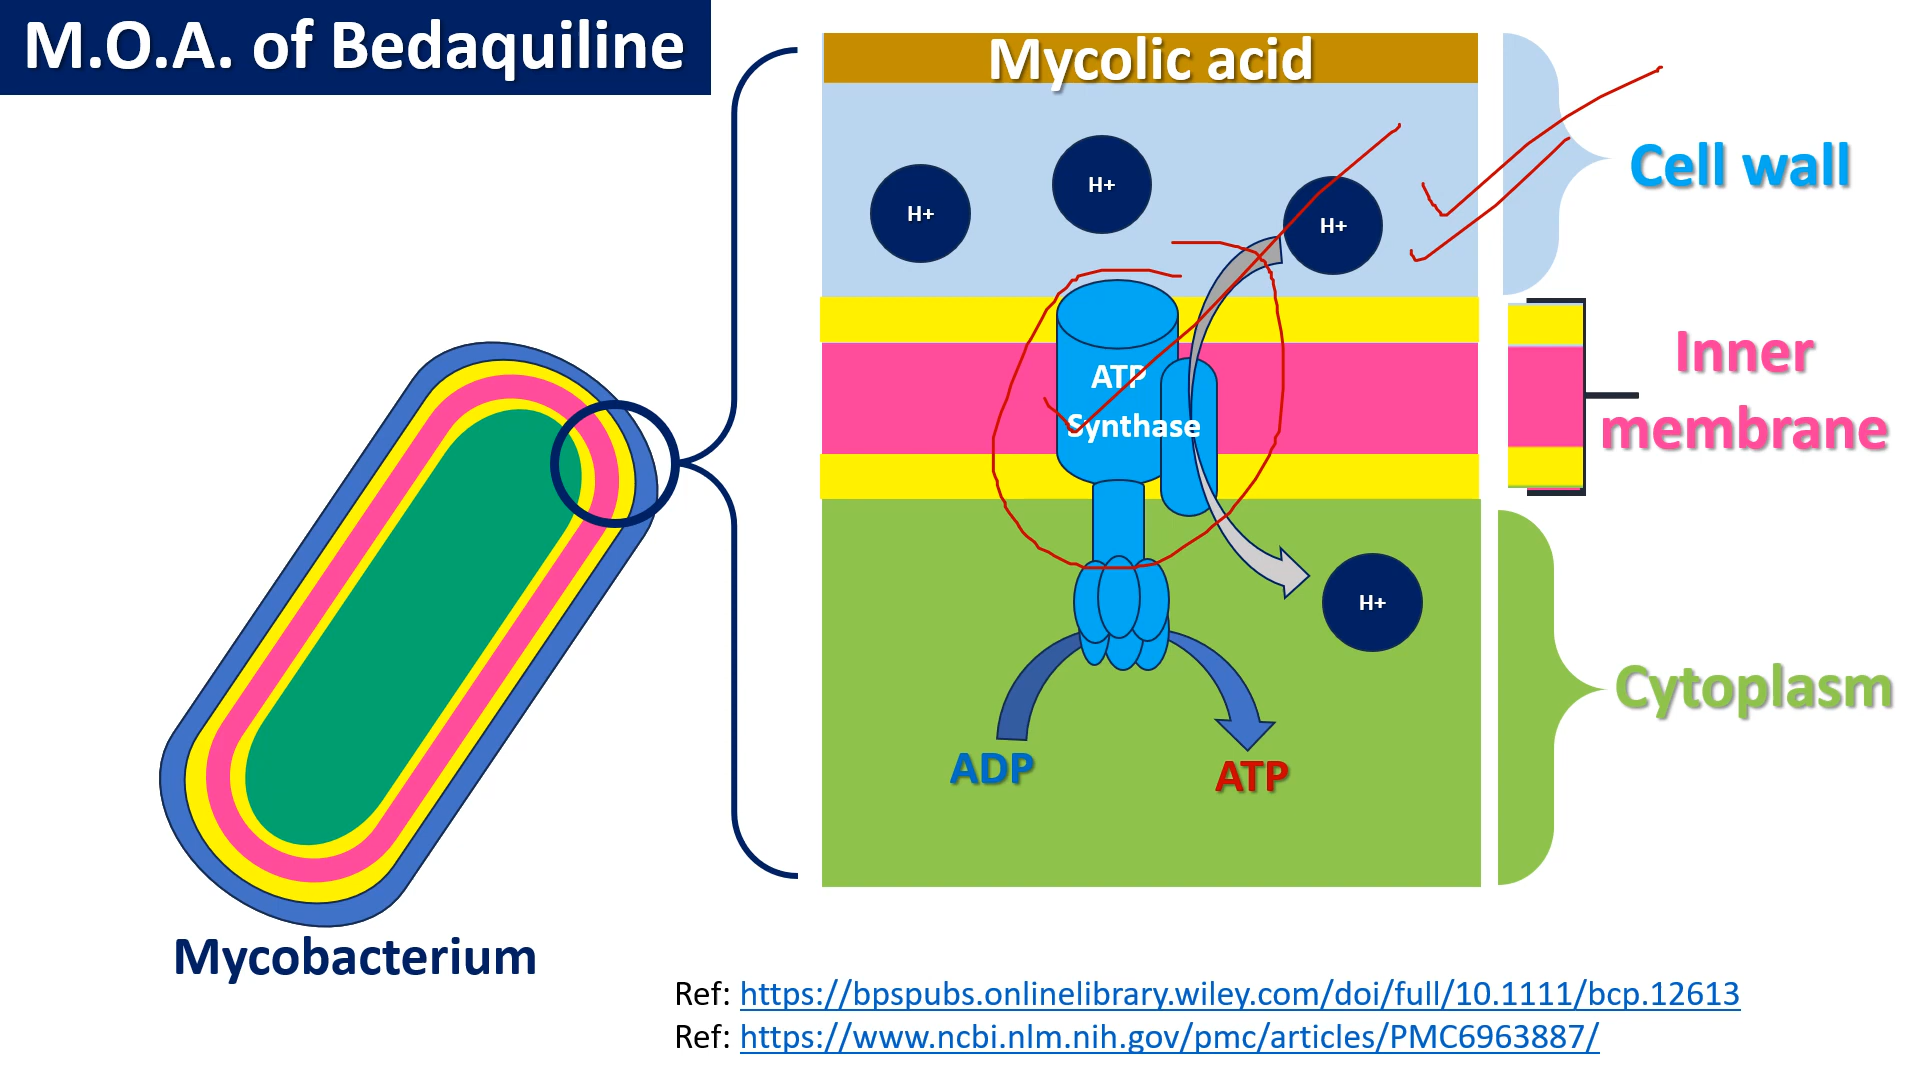 M.O.A. of Bedaquiline
Mycolic acid
H+
H+
H+
Cell wall
ATP
Synthase
Inner
membrane
H+
Cytoplasm
ADP
ATP
Mycobacterium
Ref: https://bpspubs.onlinelibrary.wiley.com/doi/full/10.1111/bcp.12613
Ref: https://www.ncbi.nlm.nih.gov/pmc/articles/PMC6963887/